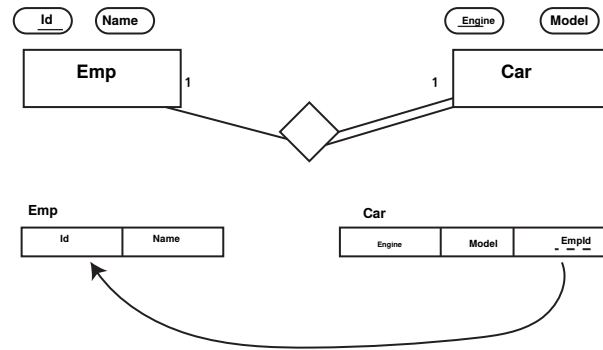 Id Name Engine Model
Emp 1 1 Car
Emp Car
Id Name Engine Model EmpId